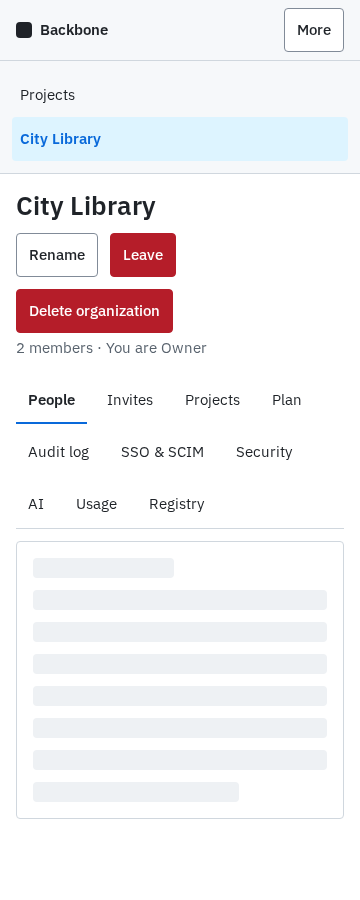 Backbone
More
Projects
City Library
City Library
Rename
Leave
Delete organization
2 members · You are Owner
People
Invites
Projects
Plan
Audit log
SSO & SCIM
Security
AI
Usage
Registry